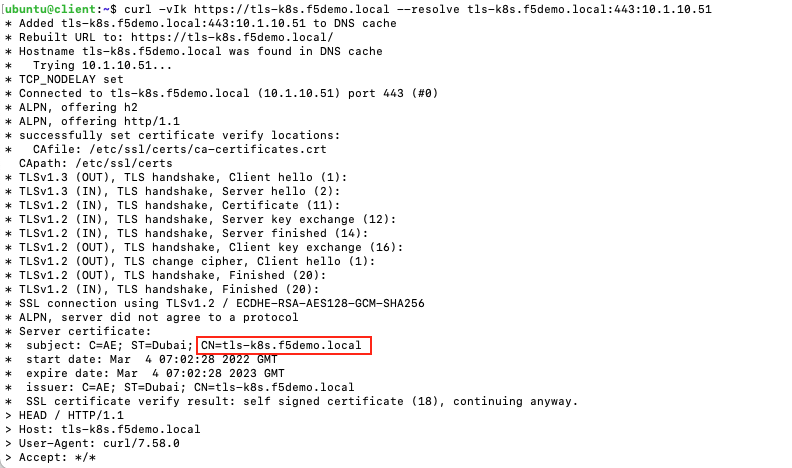 [ubuntu@client:~$ curl -vIk https://tls-k8s.f5demo.local --resolve tls-k8s.f5demo.local:443:10.1.10.51
* Added tls-k8s.f5demo.local:443:10.1.10.51 to DNS cache
* Rebuilt URL to: https://tls-k8s.f5demo.local/
* Hostname tls-k8s.f5demo.local was found in DNS cache
*   Trying 10.1.10.51...
* TCP_NODELAY set
* Connected to tls-k8s.f5demo.local (10.1.10.51) port 443 (#0)
* ALPN, offering h2
* ALPN, offering http/1.1
* successfully set certificate verify locations:
*   CAfile: /etc/ssl/certs/ca-certificates.crt
  CApath: /etc/ssl/certs
* TLSv1.3 (OUT), TLS handshake, Client hello (1):
* TLSv1.3 (IN), TLS handshake, Server hello (2):
* TLSv1.2 (IN), TLS handshake, Certificate (11):
* TLSv1.2 (IN), TLS handshake, Server key exchange (12):
* TLSv1.2 (IN), TLS handshake, Server finished (14):
* TLSv1.2 (OUT), TLS handshake, Client key exchange (16):
* TLSv1.2 (OUT), TLS change cipher, Client hello (1):
* TLSv1.2 (OUT), TLS handshake, Finished (20):
* TLSv1.2 (IN), TLS handshake, Finished (20):
* SSL connection using TLSv1.2 / ECDHE-RSA-AES128-GCM-SHA256
* ALPN, server did not agree to a protocol
* Server certificate:
*  subject: C=AE; ST=Dubai; CN=tls-k8s.f5demo.local
*  start date: Mar  4 07:02:28 2022 GMT
*  expire date: Mar  4 07:02:28 2023 GMT
*  issuer: C=AE; ST=Dubai; CN=tls-k8s.f5demo.local
*  SSL certificate verify result: self signed certificate (18), continuing anyway.
> HEAD / HTTP/1.1
> Host: tls-k8s.f5demo.local
> User-Agent: curl/7.58.0
> Accept: */*